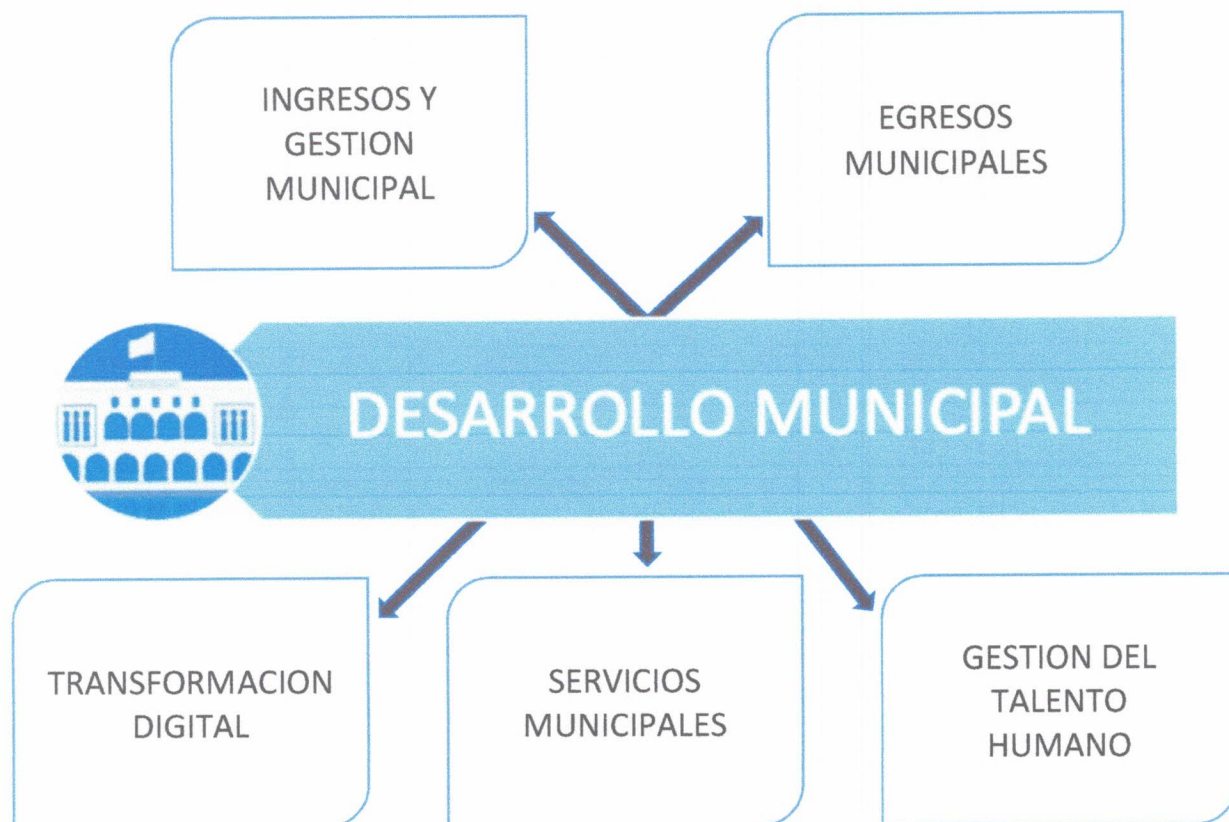 INGRESOS Y
GESTION
MUNICIPAL
EGRESOS
MUNICIPALES
DESARROLLO MUNICIPAL
TRANSFORMACION
DIGITAL
SERVICIOS
MUNICIPALES
GESTION DEL
TALENTO
HUMANO